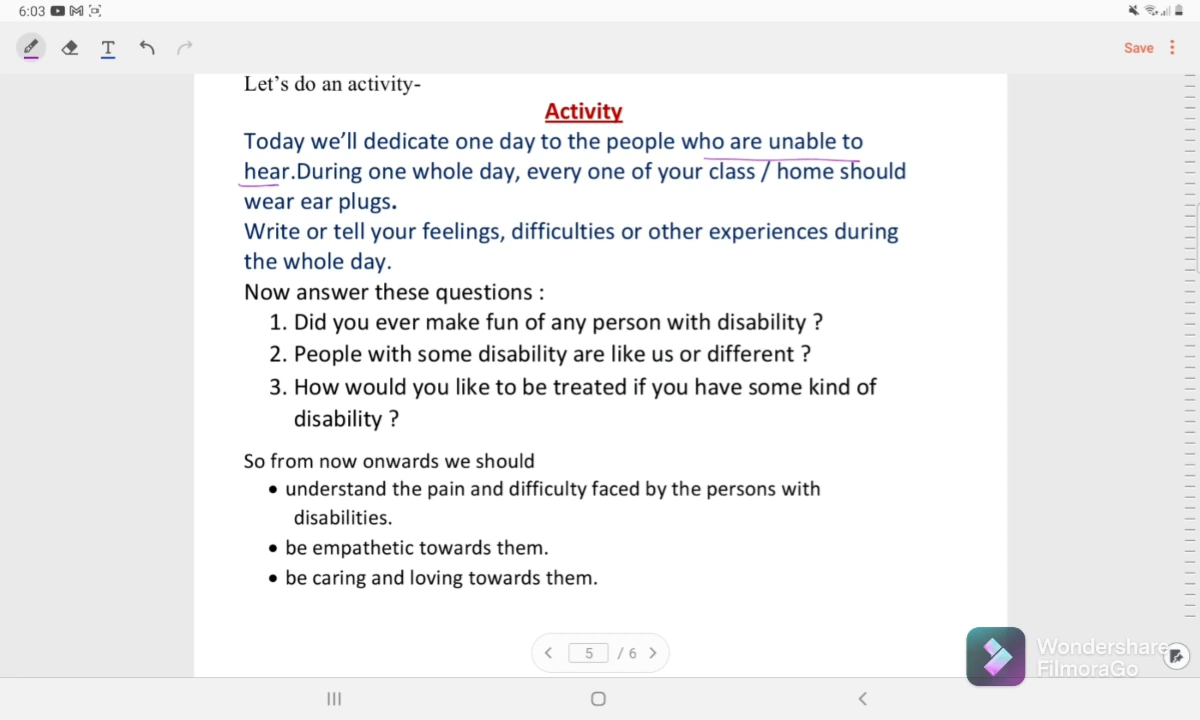 6:03
T
Save
Let's do an activity-
Activity
Today we'll dedicate one day to the people who are unable to
hear.During one whole day, every one of your class / home should
wear ear plugs.
Write or tell your feelings, difficulties or other experiences during
the whole day.
Now answer these questions :
1. Did you ever make fun of any person with disability ?
2. People with some disability are like us or different ?
3. How would you like to be treated if you have some kind of
disability ?
So from now onwards we should
• understand the pain and difficulty faced by the persons with
disabilities.
• be empathetic towards them.
• be caring and loving towards them.
5 / 6
Wondershare
FilmoraGo